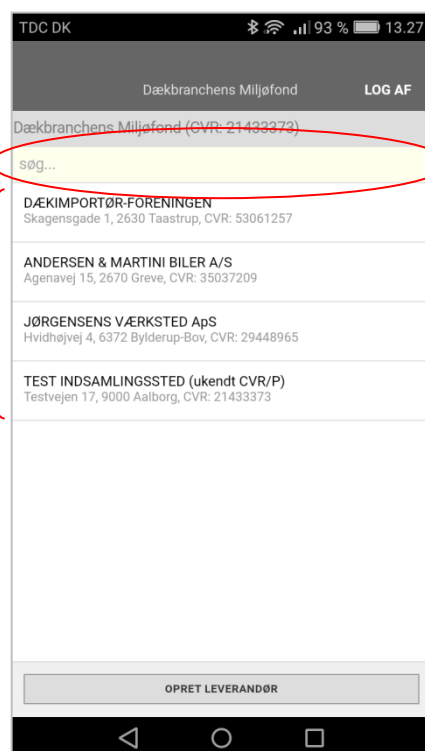 TDC DK 93 % 13.27
Dækbranchens Miljøfond LOG AF
Dækbranchens Miljøfond (CVR: 21433373)
søg...
DÆKIMPORTØR-FORENINGEN
Skagensgade 1, 2630 Taastrup, CVR: 53061257
ANDERSEN & MARTINI BILER A/S
Agenavej 15, 2670 Greve, CVR: 35037209
JØRGENSENS VÆRKSTED ApS
Hvidhøjvej 4, 6372 Bylderup-Bov, CVR: 29448965
TEST INDSAMLINGSSTED (ukendt CVR/P)
Testvejen 17, 9000 Aalborg, CVR: 21433373
OPRET LEVERANDØR